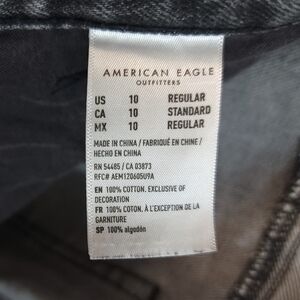 AMERICAN EAGLE
OUTFITTERS
US 10 REGULAR
CA 10 STANDARD
MX 10 REGULAR
MADE IN CHINA / FABRIQUÉ EN CHINE /
HECHO EN CHINA
RN 54485 / CA 03873
RFC# AEM120605U9A
EN 100% COTTON. EXCLUSIVE OF
DECORATION
FR 100% COTON. À L'EXCEPTION DE LA
GARNITURE
SP 100% algodón